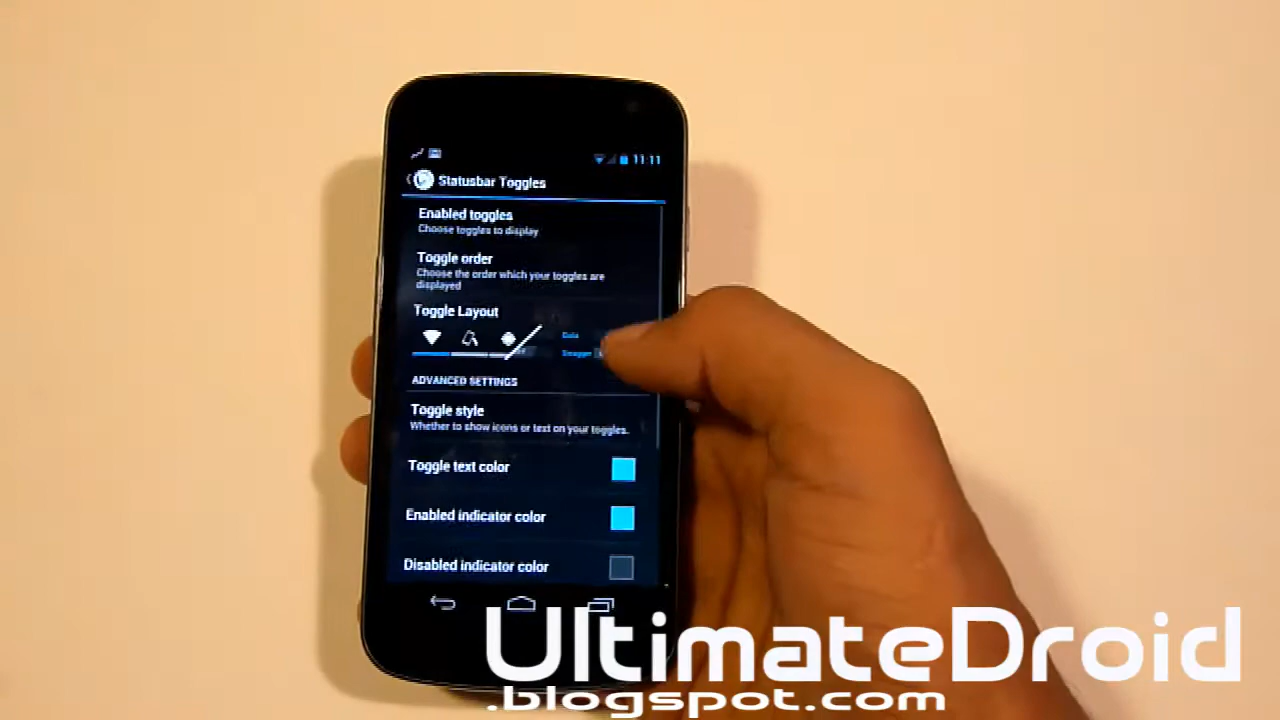 11:11
Statusbar Toggles
Enabled toggles
Choose toggles to display
Toggle order
Choose the order which your toggles are
displayed
Toggle Layout
Data
Swagger
ADVANCED SETTINGS
Toggle style
Whether to show icons or text on your toggles.
Toggle text color
Enabled indicator color
Disabled indicator color
UltimateDroid
.blogspot.com